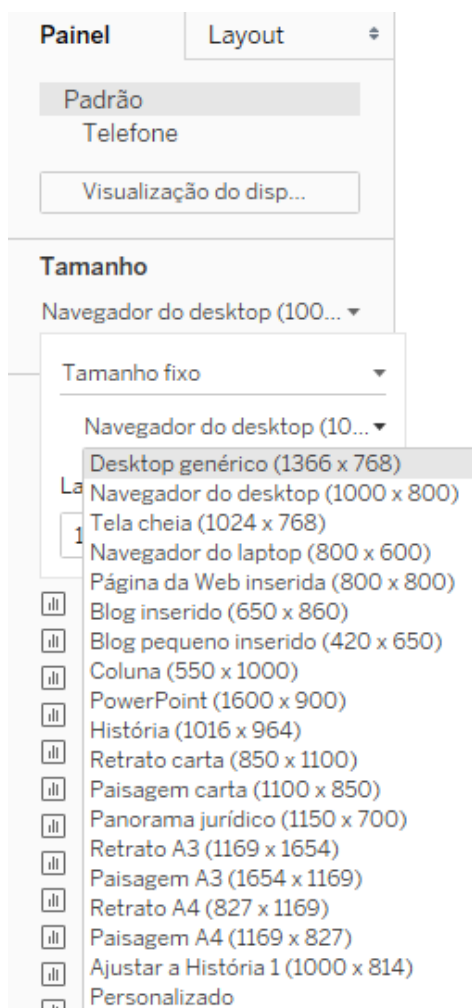 Painel
Layout
Padrão
Telefone
Visualização do disp...
Tamanho
Navegador do desktop (100...
Tamanho fixo
Navegador do desktop (10...
La
1
Desktop genérico (1366 x 768)
Navegador do desktop (1000 x 800)
Tela cheia (1024 x 768)
Navegador do laptop (800 x 600)
Página da Web inserida (800 x 800)
Blog inserido (650 x 860)
Blog pequeno inserido (420 x 650)
Coluna (550 x 1000)
PowerPoint (1600 x 900)
História (1016 x 964)
Retrato carta (850 x 1100)
Paisagem carta (1100 x 850)
Panorama jurídico (1150 x 700)
Retrato A3 (1169 x 1654)
Paisagem A3 (1654 x 1169)
Retrato A4 (827 x 1169)
Paisagem A4 (1169 x 827)
Ajustar a História 1 (1000 x 814)
Personalizado